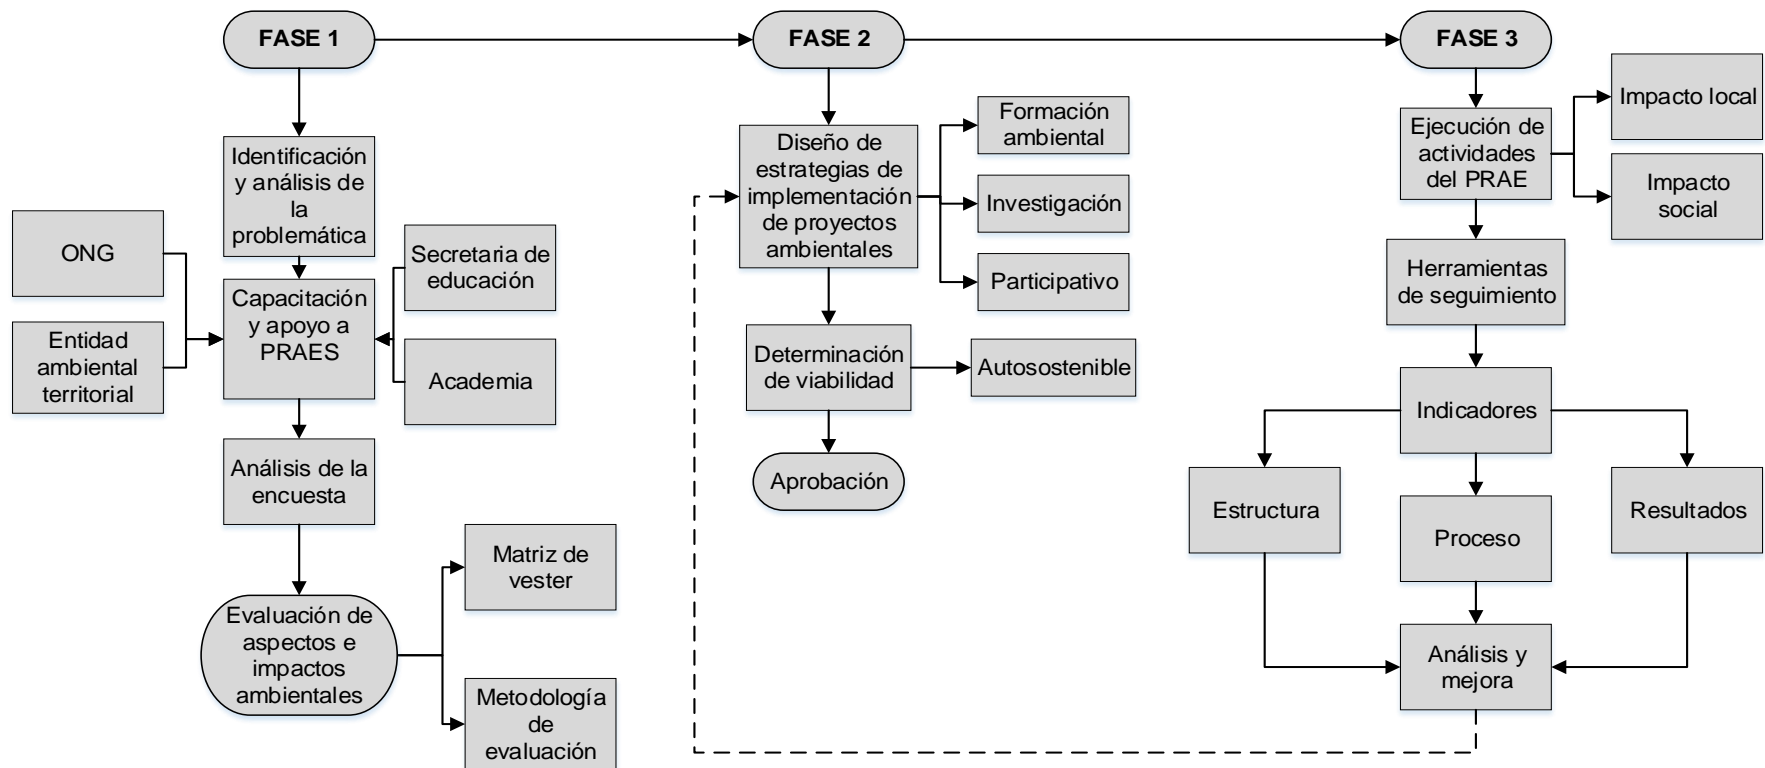 FASE 1
FASE 2
FASE 3
Identificación
y análisis de
la
problemática
ONG
Entidad
ambiental
territorial
Capacitación
y apoyo a
PRAES
Secretaria de
educación
Academia
Análisis de la
encuesta
Evaluación de
aspectos e
impactos
ambientales
Matriz de
vester
Metodología
de
evaluación
Diseño de
estrategias de
implementación
de proyectos
ambientales
Formación
ambiental
Investigación
Participativo
Determinación
de viabilidad
Autosostenible
Aprobación
Ejecución de
actividades
del PRAE
Impacto local
Impacto
social
Herramientas
de seguimiento
Indicadores
Estructura
Proceso
Resultados
Análisis y
mejora